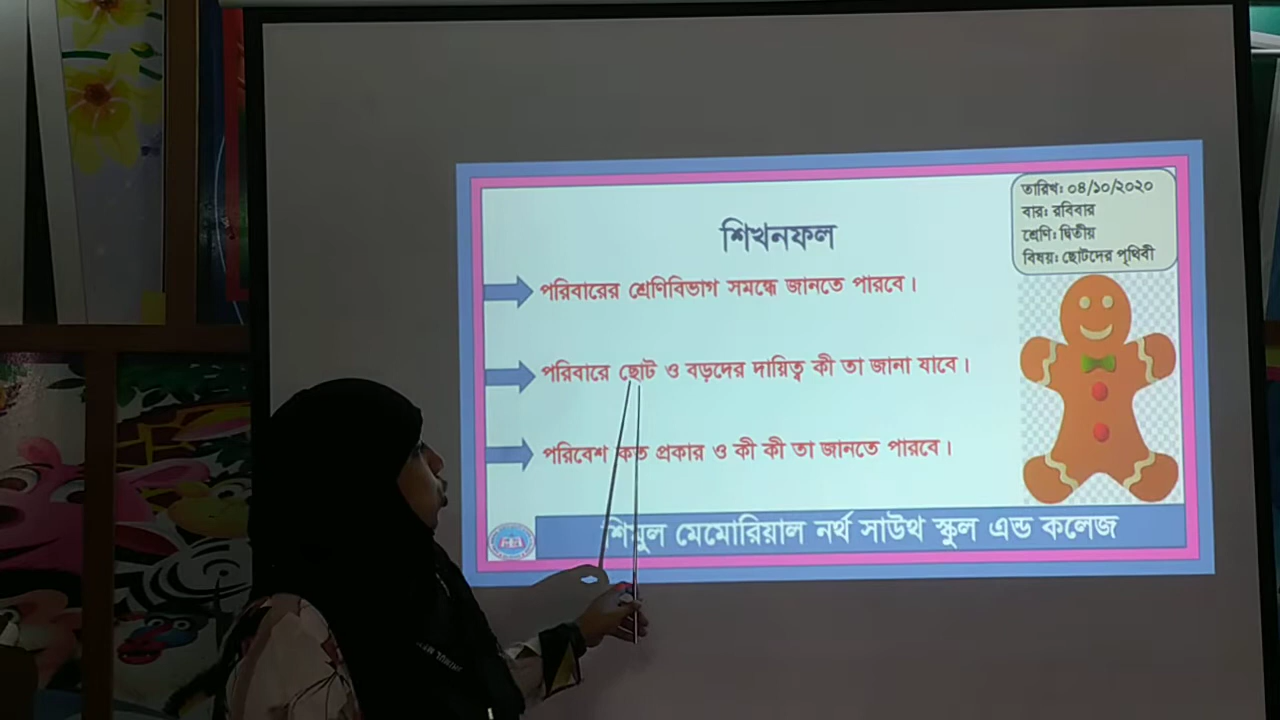 তারিখঃ ০৪/১০/২০২০
বারঃ রবিবার
শ্রেণিঃ দ্বিতীয়
বিষয়ঃ ছোটদের পৃথিবী
শিখনফল
পরিবারের শ্রেণিবিভাগ সমন্ধে জানতে পারবে।
পরিবারে ছোট ও বড়দের দায়িত্ব কী তা জানা যাবে।
পরিবেশ কত প্রকার ও কী কী তা জানতে পারবে।
শিমুল মেমোরিয়াল নর্থ সাউথ স্কুল এন্ড কলেজ